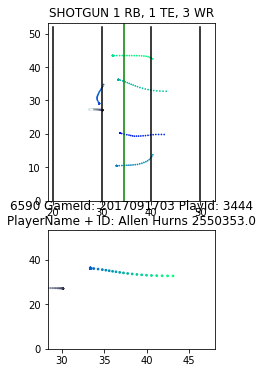 SHOTGUN 1 RB, 1 TE, 3 WR
50
40
30
20
10
0
20 30 40 50
6590 GameId: 2017091703 PlayId: 3444
PlayerName + ID: Allen Hurns 2550353.0
40
20
0
30 35 40 45